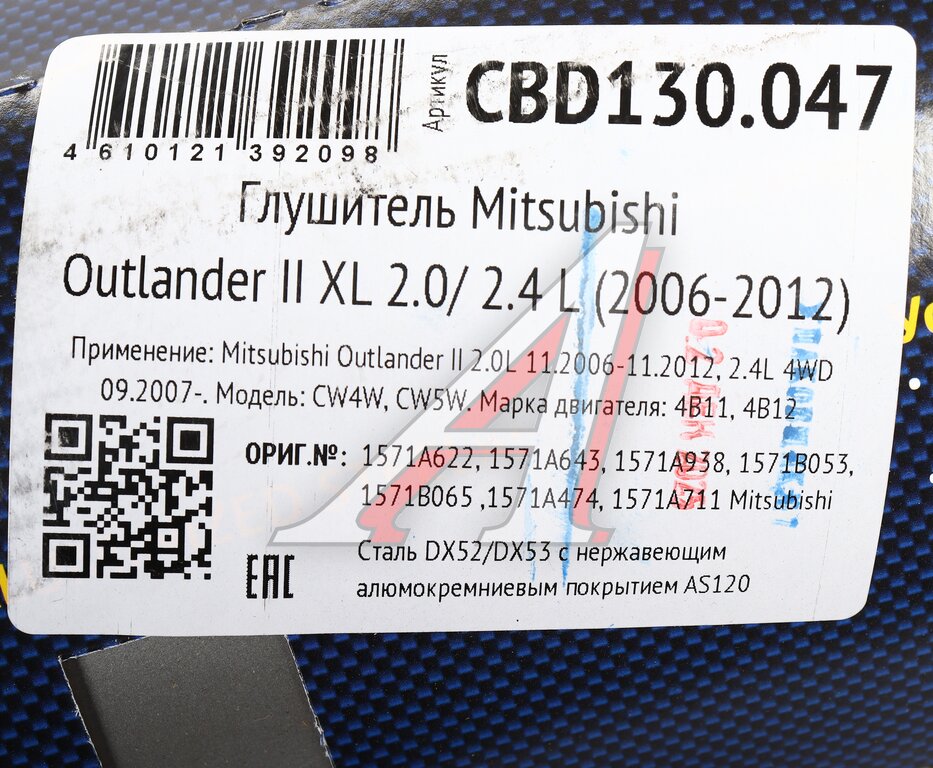 4 610121 392098
Артикул
CBD130.047
Глушитель Mitsubishi
Outlander II XL 2.0/ 2.4 L (2006-2012)
Применение: Mitsubishi Outlander II 2.0L 11.2006-11.2012, 2.4L 4WD
09.2007-. Модель: CW4W, CW5W. Марка двигателя: 4B11, 4B12
ОРИГ.№: 1571A622, 1571A643, 1571A938, 1571B053,
1571B065 ,1571A474, 1571A711 Mitsubishi
EAC
Сталь DX52/DX53 с нержавеющим
алюмокремниевым покрытием AS120